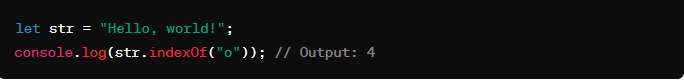 let str = "Hello, world!";
console.log(str.indexOf("o")); // Output: 4